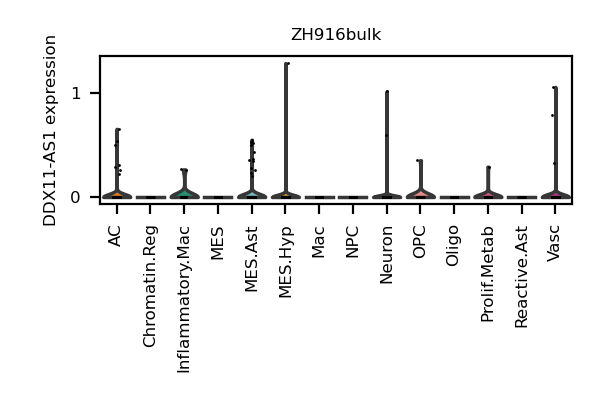 ZH916bulk
DDX11-AS1 expression
1
0
AC
Chromatin.Reg
Inflammatory.Mac
MES
MES.Ast
MES.Hyp
Mac
NPC
Neuron
OPC
Oligo
Prolif.Metab
Reactive.Ast
Vasc